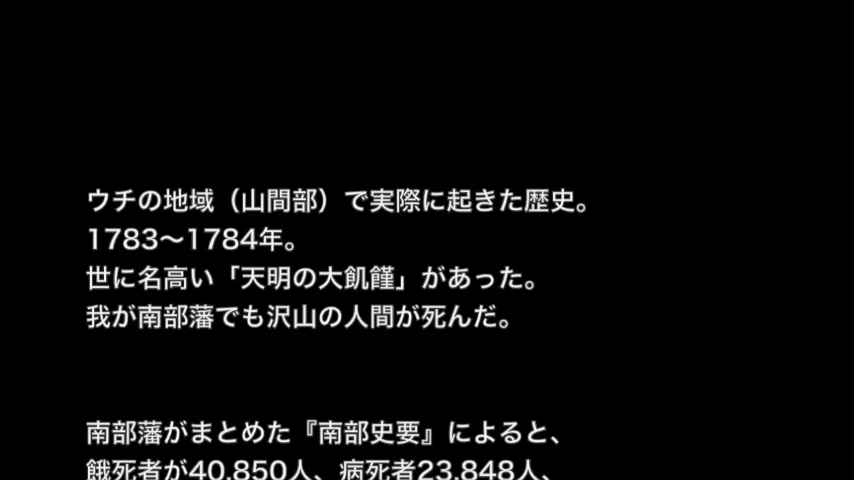 ウチの地域（山間部）で実際に起きた歴史。
1783〜1784年。
世に名高い「天明の大飢饉」があった。
我が南部藩でも沢山の人間が死んだ。
南部藩がまとめた『南部史要』によると、
餓死者が40,850人、病死者23,848人、